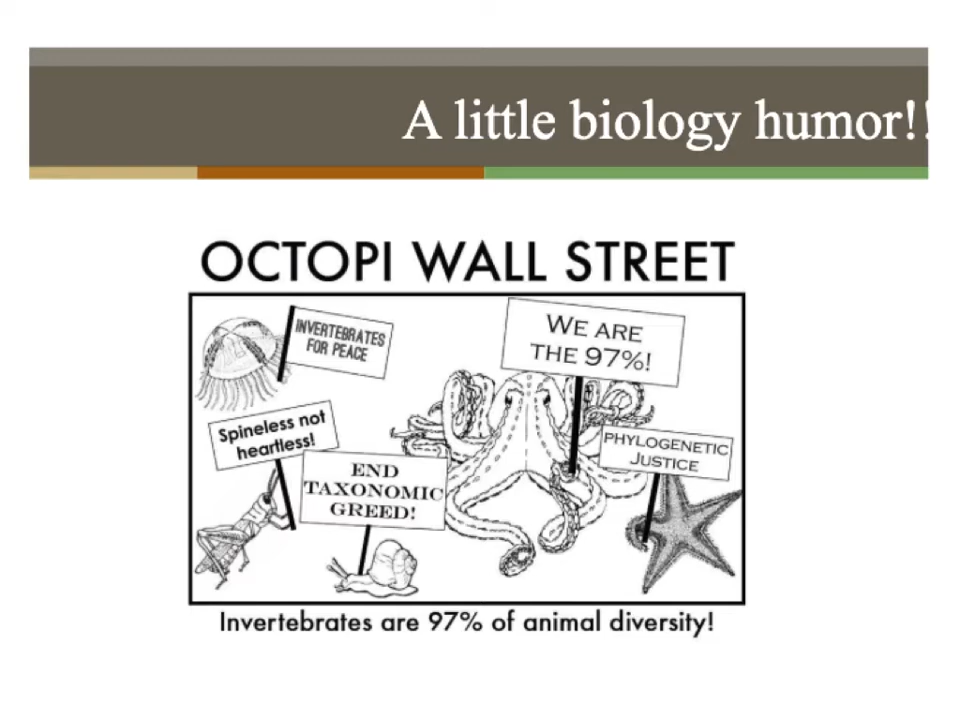 A little biology humor!!
OCTOPI WALL STREET
INVERTEBRATES
FOR PEACE
WE ARE
THE 97%!
Spineless not
heartless!
END
TAXONOMIC
GREED!
PHYLOGENETIC
JUSTICE
Invertebrates are 97% of animal diversity!